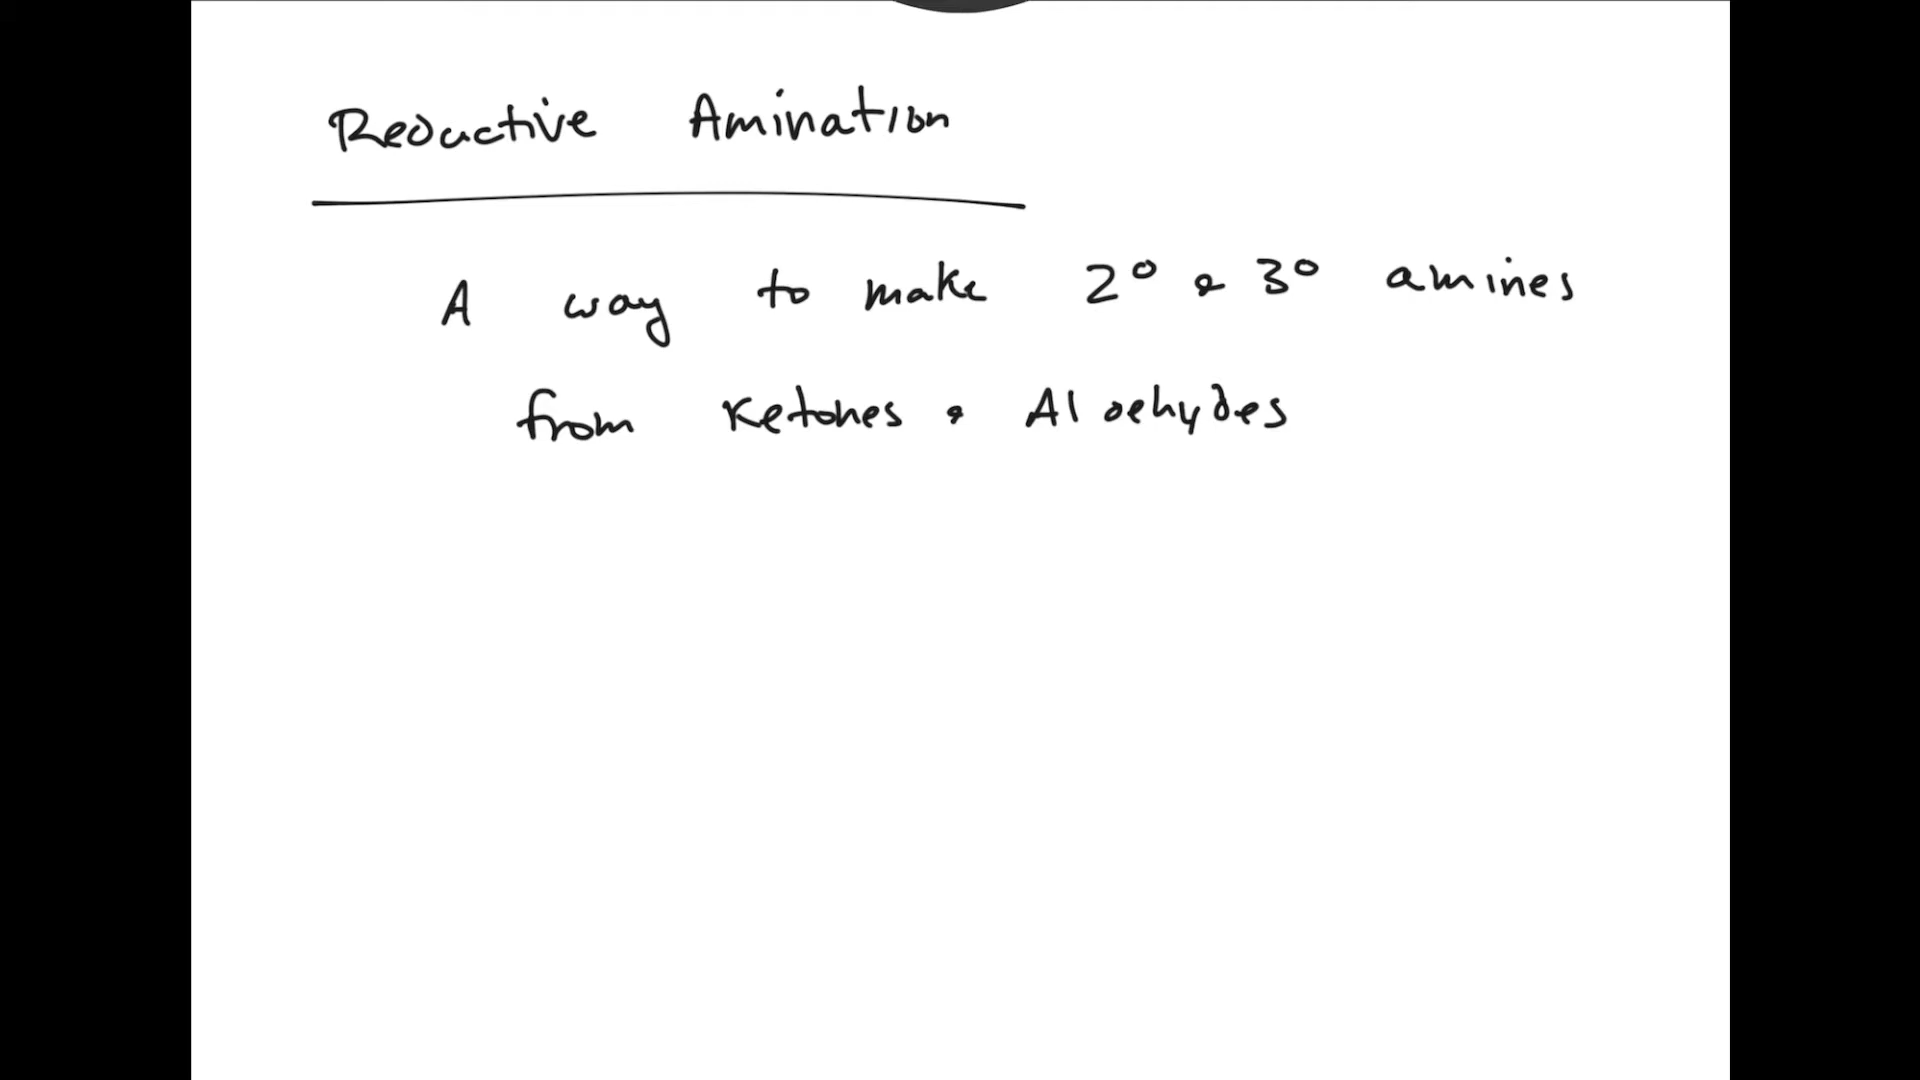 Reductive Amination
A way to make 2° & 3° amines
from Ketones & Aldehydes